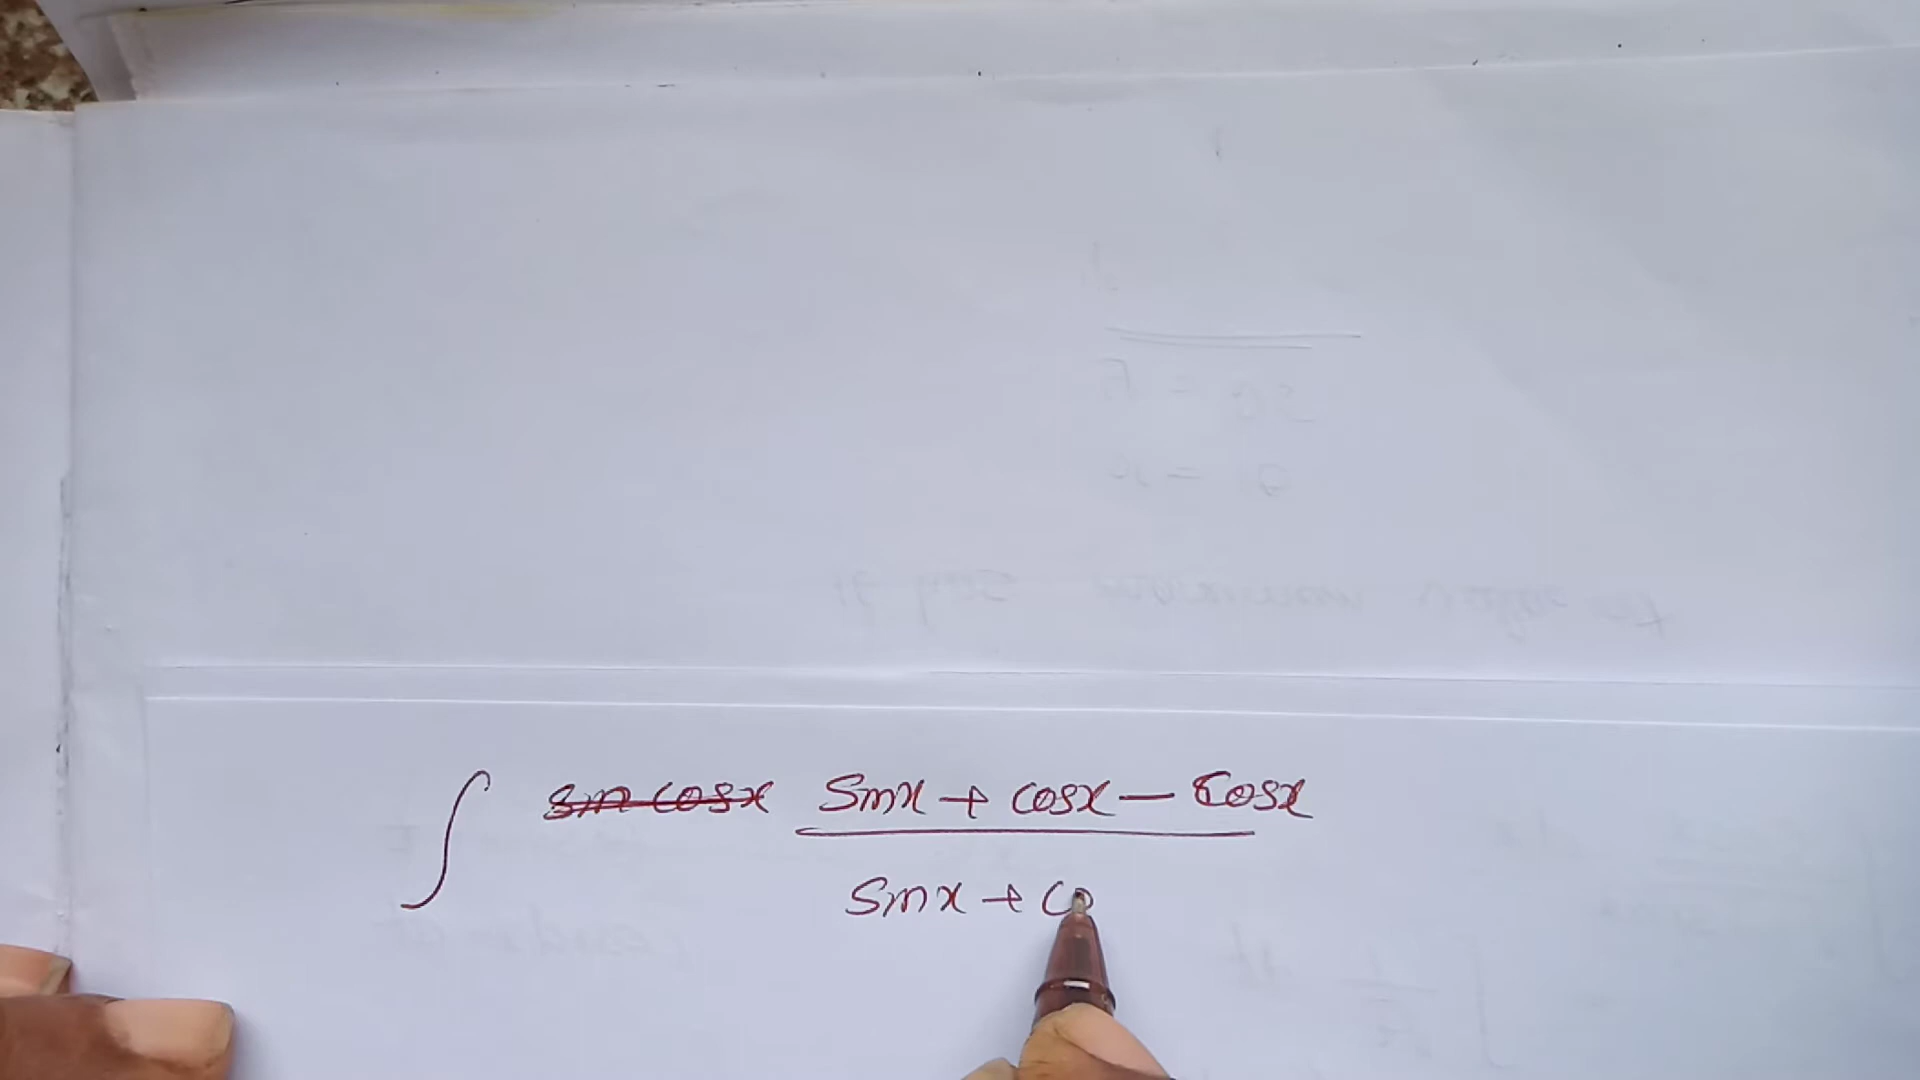 ∫ ~~sin cosx~~ Sinx + cosx - Cosx
Sinx + co